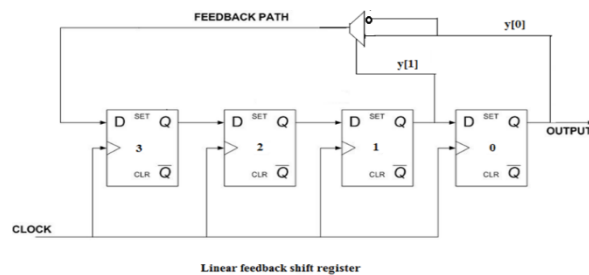 FEEDBACK PATH
y[0]
y[1]
D SET Q
3
CLR Q
D SET Q
2
CLR Q
D SET Q
1
CLR Q
D SET Q
0
CLR Q
OUTPUT
CLOCK
Linear feedback shift register